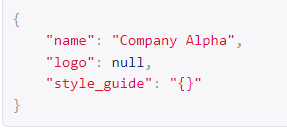 {
    "name": "Company Alpha",
    "logo": null,
    "style_guide": "{}"
}